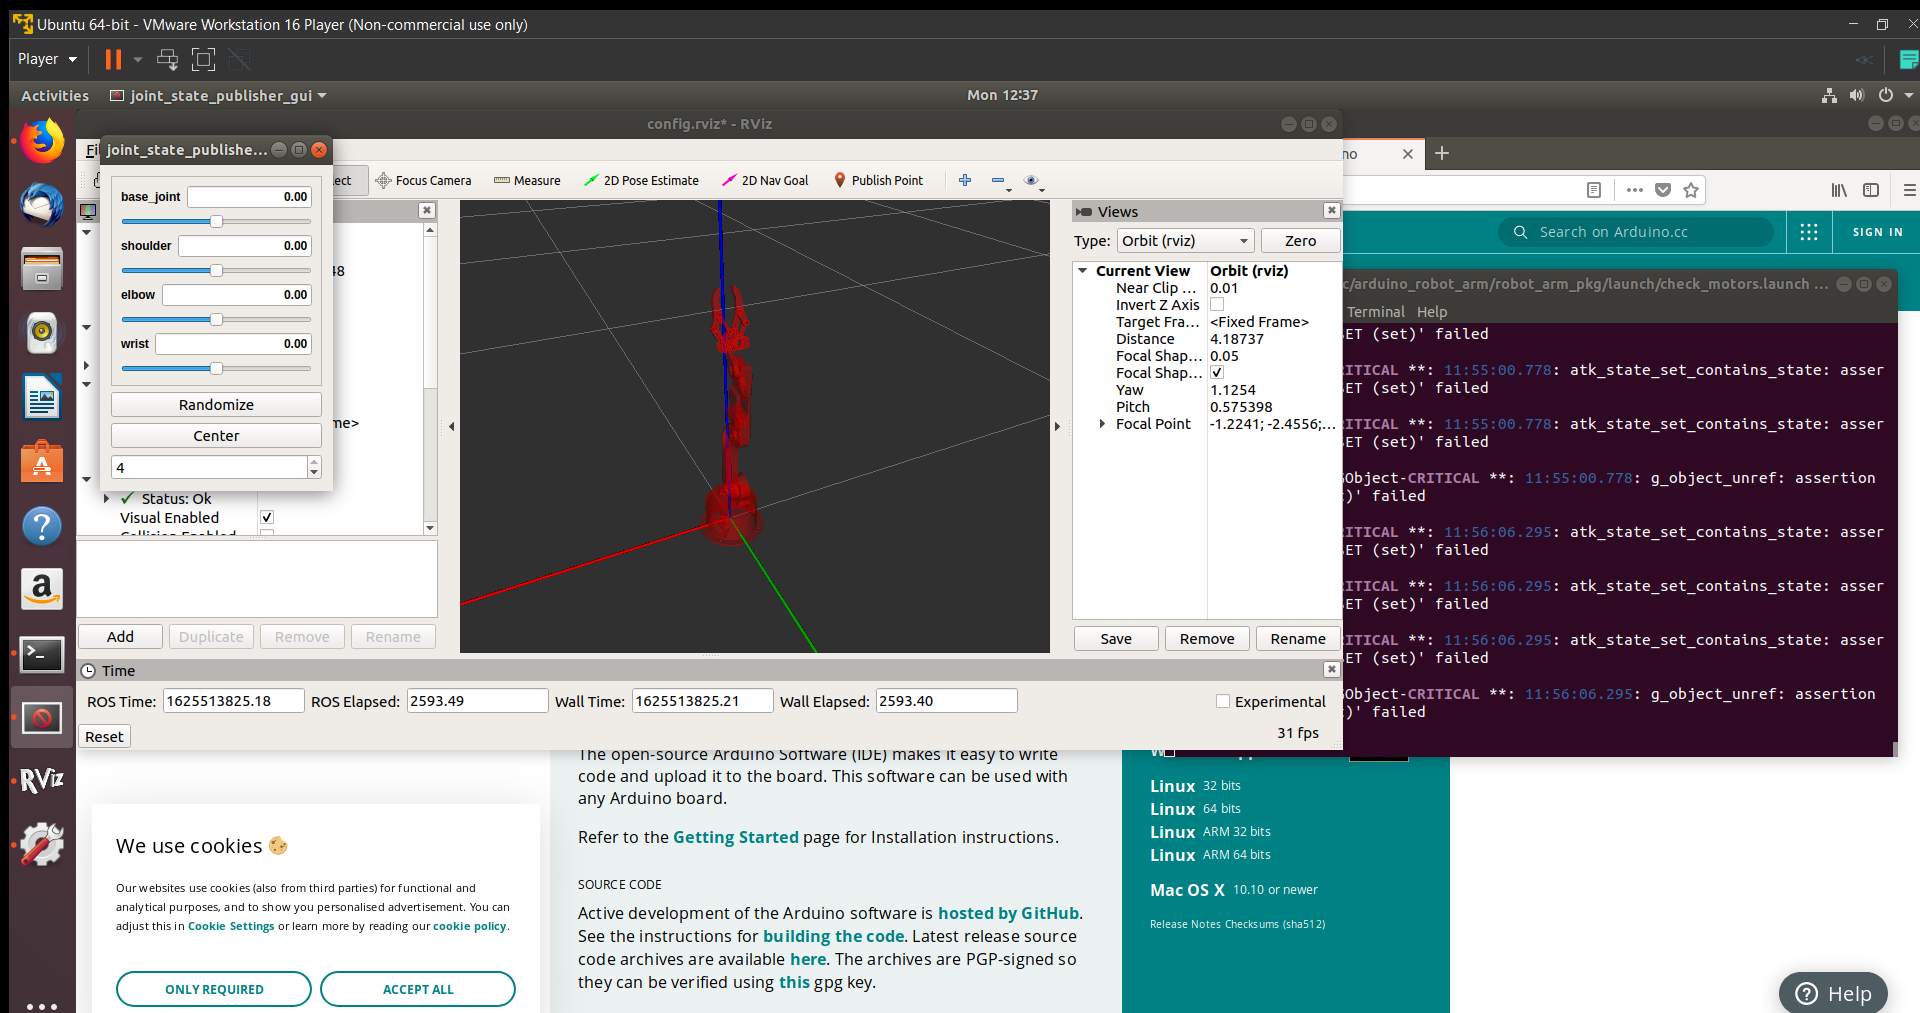 Ubuntu 64-bit - VMware Workstation 16 Player (Non-commercial use only)
Player
Activities
joint_state_publisher_gui
Mon 12:37
config.rviz* - RViz
joint_state_publishe...
base_joint
0.00
shoulder
0.00
elbow
0.00
wrist
0.00
Randomize
Center
4
Focus Camera
Measure
2D Pose Estimate
2D Nav Goal
Publish Point
Status: Ok
Visual Enabled
Add
Duplicate
Remove
Rename
Views
Type:
Orbit (rviz)
Zero
Current View
Orbit (rviz)
Near Clip ...
0.01
Invert Z Axis
Target Fra...
<Fixed Frame>
Distance
4.18737
Focal Shap...
0.05
Focal Shap...
Yaw
1.1254
Pitch
0.575398
Focal Point
-1.2241; -2.4556;...
Save
Remove
Rename
Time
ROS Time:
1625513825.18
ROS Elapsed:
2593.49
Wall Time:
1625513825.21
Wall Elapsed:
2593.40
Experimental
Reset
31 fps
Search on Arduino.cc
SIGN IN
c/arduino_robot_arm/robot_arm_pkg/launch/check_motors.launch ...
Terminal Help
ET (set)' failed
ITICAL **: 11:55:00.778: atk_state_set_contains_state: asser
ET (set)' failed
ITICAL **: 11:55:00.778: atk_state_set_contains_state: asser
ET (set)' failed
Object-CRITICAL **: 11:55:00.778: g_object_unref: assertion
)' failed
ITICAL **: 11:56:06.295: atk_state_set_contains_state: asser
ET (set)' failed
ITICAL **: 11:56:06.295: atk_state_set_contains_state: asser
ET (set)' failed
ITICAL **: 11:56:06.295: atk_state_set_contains_state: asser
ET (set)' failed
Object-CRITICAL **: 11:56:06.295: g_object_unref: assertion
)' failed
RViz
We use cookies
Our websites use cookies (also from third parties) for functional and
analytical purposes, and to show you personalised advertisement. You can
adjust this in Cookie Settings or learn more by reading our cookie policy.
ONLY REQUIRED
ACCEPT ALL
The open-source Arduino Software (IDE) makes it easy to write
code and upload it to the board. This software can be used with
any Arduino board.
Refer to the Getting Started page for Installation instructions.
SOURCE CODE
Active development of the Arduino software is hosted by GitHub.
See the instructions for building the code. Latest release source
code archives are available here. The archives are PGP-signed so
they can be verified using this gpg key.
Linux 32 bits
Linux 64 bits
Linux ARM 32 bits
Linux ARM 64 bits
Mac OS X 10.10 or newer
Release Notes Checksums (sha512)
Help